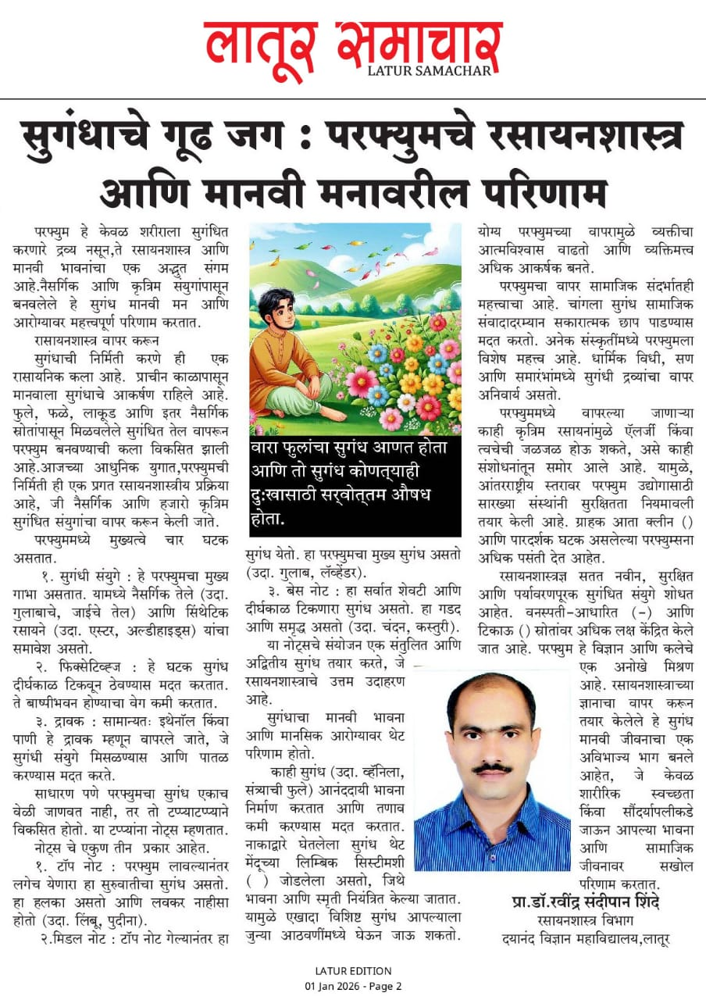 लातूर समाचार
LATUR SAMACHAR
सुगंधाचे गूढ जग : परफ्युमचे रसायनशास्त्र
आणि मानवी मनावरील परिणाम
परफ्युम हे केवळ शरीराला सुगंधित
करणारे द्रव्य नसून,ते रसायनशास्त्र आणि
मानवी भावनांचा एक अद्भुत संगम
आहे.नैसर्गिक आणि कृत्रिम संयुगांपासून
बनवलेले हे सुगंध मानवी मन आणि
आरोग्यावर महत्त्वपूर्ण परिणाम करतात.
रासायनशास्त्र वापर करून
सुगंधाची निर्मिती करणे ही एक
रासायनिक कला आहे. प्राचीन काळापासून
मानवाला सुगंधाचे आकर्षण राहिले आहे.
फुले, फळे, लाकूड आणि इतर नैसर्गिक
स्रोतांपासून मिळवलेले सुगंधित तेल वापरून
परफ्युम बनवण्याची कला विकसित झाली
आहे.आजच्या आधुनिक युगात,परफ्युमची
निर्मिती ही एक प्रगत रसायनशास्त्रीय प्रक्रिया
आहे, जी नैसर्गिक आणि हजारो कृत्रिम
सुगंधित संयुगांचा वापर करून केली जाते.
परफ्युममध्ये मुख्यत्वे चार घटक
असतात.
१. सुगंधी संयुगे : हे परफ्युमचा मुख्य
गाभा असतात. यामध्ये नैसर्गिक तेले (उदा.
गुलाबाचे, जाईचे तेल) आणि सिंथेटिक
रसायने (उदा. एस्टर, अल्डीहाइड्स) यांचा
समावेश असतो.
२. फिक्सेटिव्ह्ज : हे घटक सुगंध
दीर्घकाळ टिकवून ठेवण्यास मदत करतात.
ते बाष्पीभवन होण्याचा वेग कमी करतात.
३. द्रावक : सामान्यतः इथेनॉल किंवा
पाणी हे द्रावक म्हणून वापरले जाते, जे
सुगंधी संयुगे मिसळण्यास आणि पातळ
करण्यास मदत करते.
साधारण पणे परफ्युमचा सुगंध एकाच
वेळी जाणवत नाही, तर तो टप्प्याटप्प्याने
विकसित होतो. या टप्प्यांना नोट्स म्हणतात.
नोट्स चे एकुण तीन प्रकार आहेत.
१. टॉप नोट : परफ्युम लावल्यानंतर
लगेच येणारा हा सुरुवातीचा सुगंध असतो.
हा हलका असतो आणि लवकर नाहीसा
होतो (उदा. लिंबू, पुदीना).
२.मिडल नोट : टॉप नोट गेल्यानंतर हा
वारा फुलांचा सुगंध आणत होता
आणि तो सुगंध कोणत्याही
दुःखासाठी सर्वोत्तम औषध
होता.
सुगंध येतो. हा परफ्युमचा मुख्य सुगंध असतो
(उदा. गुलाब, लॅव्हेंडर).
३. बेस नोट : हा सर्वात शेवटी आणि
दीर्घकाळ टिकणारा सुगंध असतो. हा गडद
आणि समृद्ध असतो (उदा. चंदन, कस्तुरी).
या नोट्सचे संयोजन एक संतुलित आणि
अद्वितीय सुगंध तयार करते, जे
रसायनशास्त्राचे उत्तम उदाहरण
आहे.
सुगंधाचा मानवी भावना
आणि मानसिक आरोग्यावर थेट
परिणाम होतो.
काही सुगंध (उदा. व्हॅनिला,
संत्र्याची फुले) आनंददायी भावना
निर्माण करतात आणि तणाव
कमी करण्यास मदत करतात.
नाकाद्वारे घेतलेला सुगंध थेट
मेंदूच्या लिम्बिक सिस्टीमशी
( ) जोडलेला असतो, जिथे
भावना आणि स्मृती नियंत्रित केल्या जातात.
यामुळे एखादा विशिष्ट सुगंध आपल्याला
जुन्या आठवणींमध्ये घेऊन जाऊ शकतो.
योग्य परफ्युमच्या वापरामुळे व्यक्तीचा
आत्मविश्वास वाढतो आणि व्यक्तिमत्त्व
अधिक आकर्षक बनते.
परफ्युमचा वापर सामाजिक संदर्भातही
महत्त्वाचा आहे. चांगला सुगंध सामाजिक
संवादादरम्यान सकारात्मक छाप पाडण्यास
मदत करतो. अनेक संस्कृतींमध्ये परफ्युमला
विशेष महत्त्व आहे. धार्मिक विधी, सण
आणि समारंभांमध्ये सुगंधी द्रव्यांचा वापर
अनिवार्य असतो.
परफ्युममध्ये वापरल्या जाणाऱ्या
काही कृत्रिम रसायनांमुळे ऍलर्जी किंवा
त्वचेची जळजळ होऊ शकते, असे काही
संशोधनांतून समोर आले आहे. यामुळे,
आंतरराष्ट्रीय स्तरावर परफ्युम उद्योगासाठी
सारख्या संस्थांनी सुरक्षितता नियमावली
तयार केली आहे. ग्राहक आता क्लीन ()
आणि पारदर्शक घटक असलेल्या परफ्युम्सना
अधिक पसंती देत आहेत.
रसायनशास्त्रज्ञ सतत नवीन, सुरक्षित
आणि पर्यावरणपूरक सुगंधित संयुगे शोधत
आहेत. वनस्पती-आधारित (-) आणि
टिकाऊ () स्रोतांवर अधिक लक्ष केंद्रित केले
जात आहे. परफ्युम हे विज्ञान आणि कलेचे
एक अनोखे मिश्रण
आहे. रसायनशास्त्राच्या
ज्ञानाचा वापर करून
तयार केलेले हे सुगंध
मानवी जीवनाचा एक
अविभाज्य भाग बनले
आहेत, जे केवळ
शारीरिक स्वच्छता
किंवा सौंदर्यापलीकडे
जाऊन आपल्या भावना
आणि सामाजिक
जीवनावर सखोल
परिणाम करतात.
प्रा.डॉ.रवींद्र संदीपान शिंदे
रसायनशास्त्र विभाग
दयानंद विज्ञान महाविद्यालय,लातूर
LATUR EDITION
01 Jan 2026 - Page 2